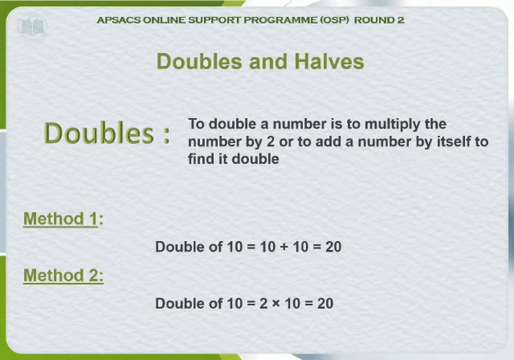 APSACS ONLINE SUPPORT PROGRAMME (OSP) ROUND 2
Doubles and Halves
Doubles :
To double a number is to multiply the
number by 2 or to add a number by itself to
find it double
Method 1:
Double of 10 = 10 + 10 = 20
Method 2:
Double of 10 = 2 × 10 = 20